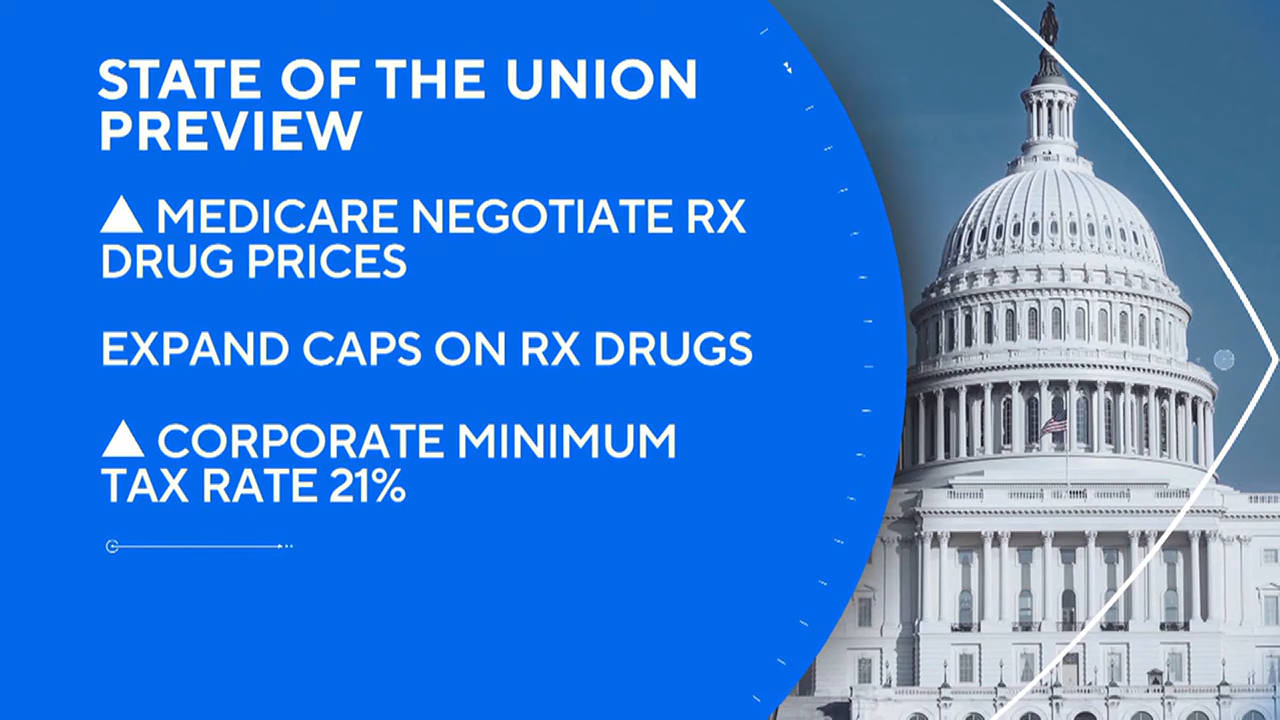 STATE OF THE UNION
PREVIEW
▲ MEDICARE NEGOTIATE RX
DRUG PRICES
EXPAND CAPS ON RX DRUGS
▲ CORPORATE MINIMUM
TAX RATE 21%